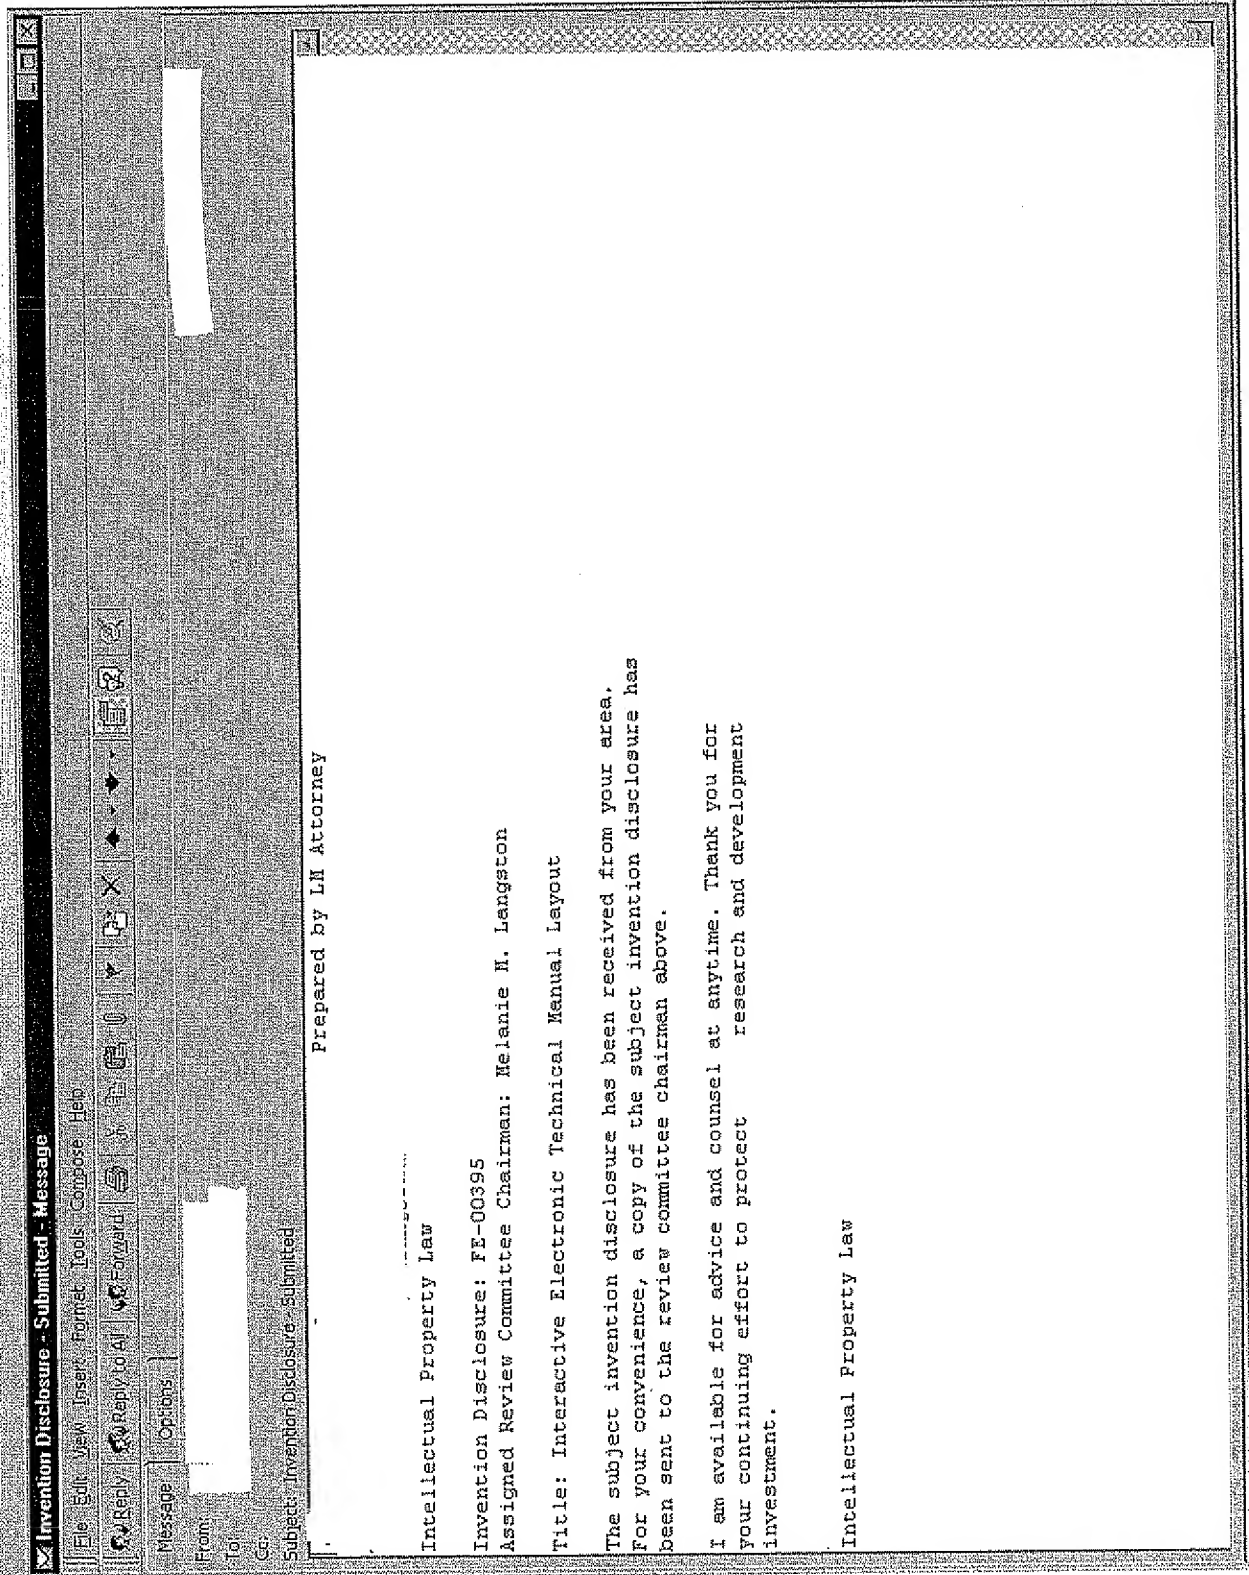 Invention Disclosure - Submitted - Message
File Edit View Insert Format Tools Compose Help
Reply Reply to All Forward
Message Options
From:
To:
Cc:
Subject: Invention Disclosure - Submitted
Prepared by LM Attorney
Intellectual Property Law
Invention Disclosure: FE-00395
Assigned Review Committee Chairman: Melanie M. Langston
Title: Interactive Electronic Technical Manual Layout
The subject invention disclosure has been received from your area.
For your convenience, a copy of the subject invention disclosure has
been sent to the review committee chairman above.
I am available for advice and counsel at anytime. Thank you for
your continuing effort to protect research and development
investment.
Intellectual Property Law